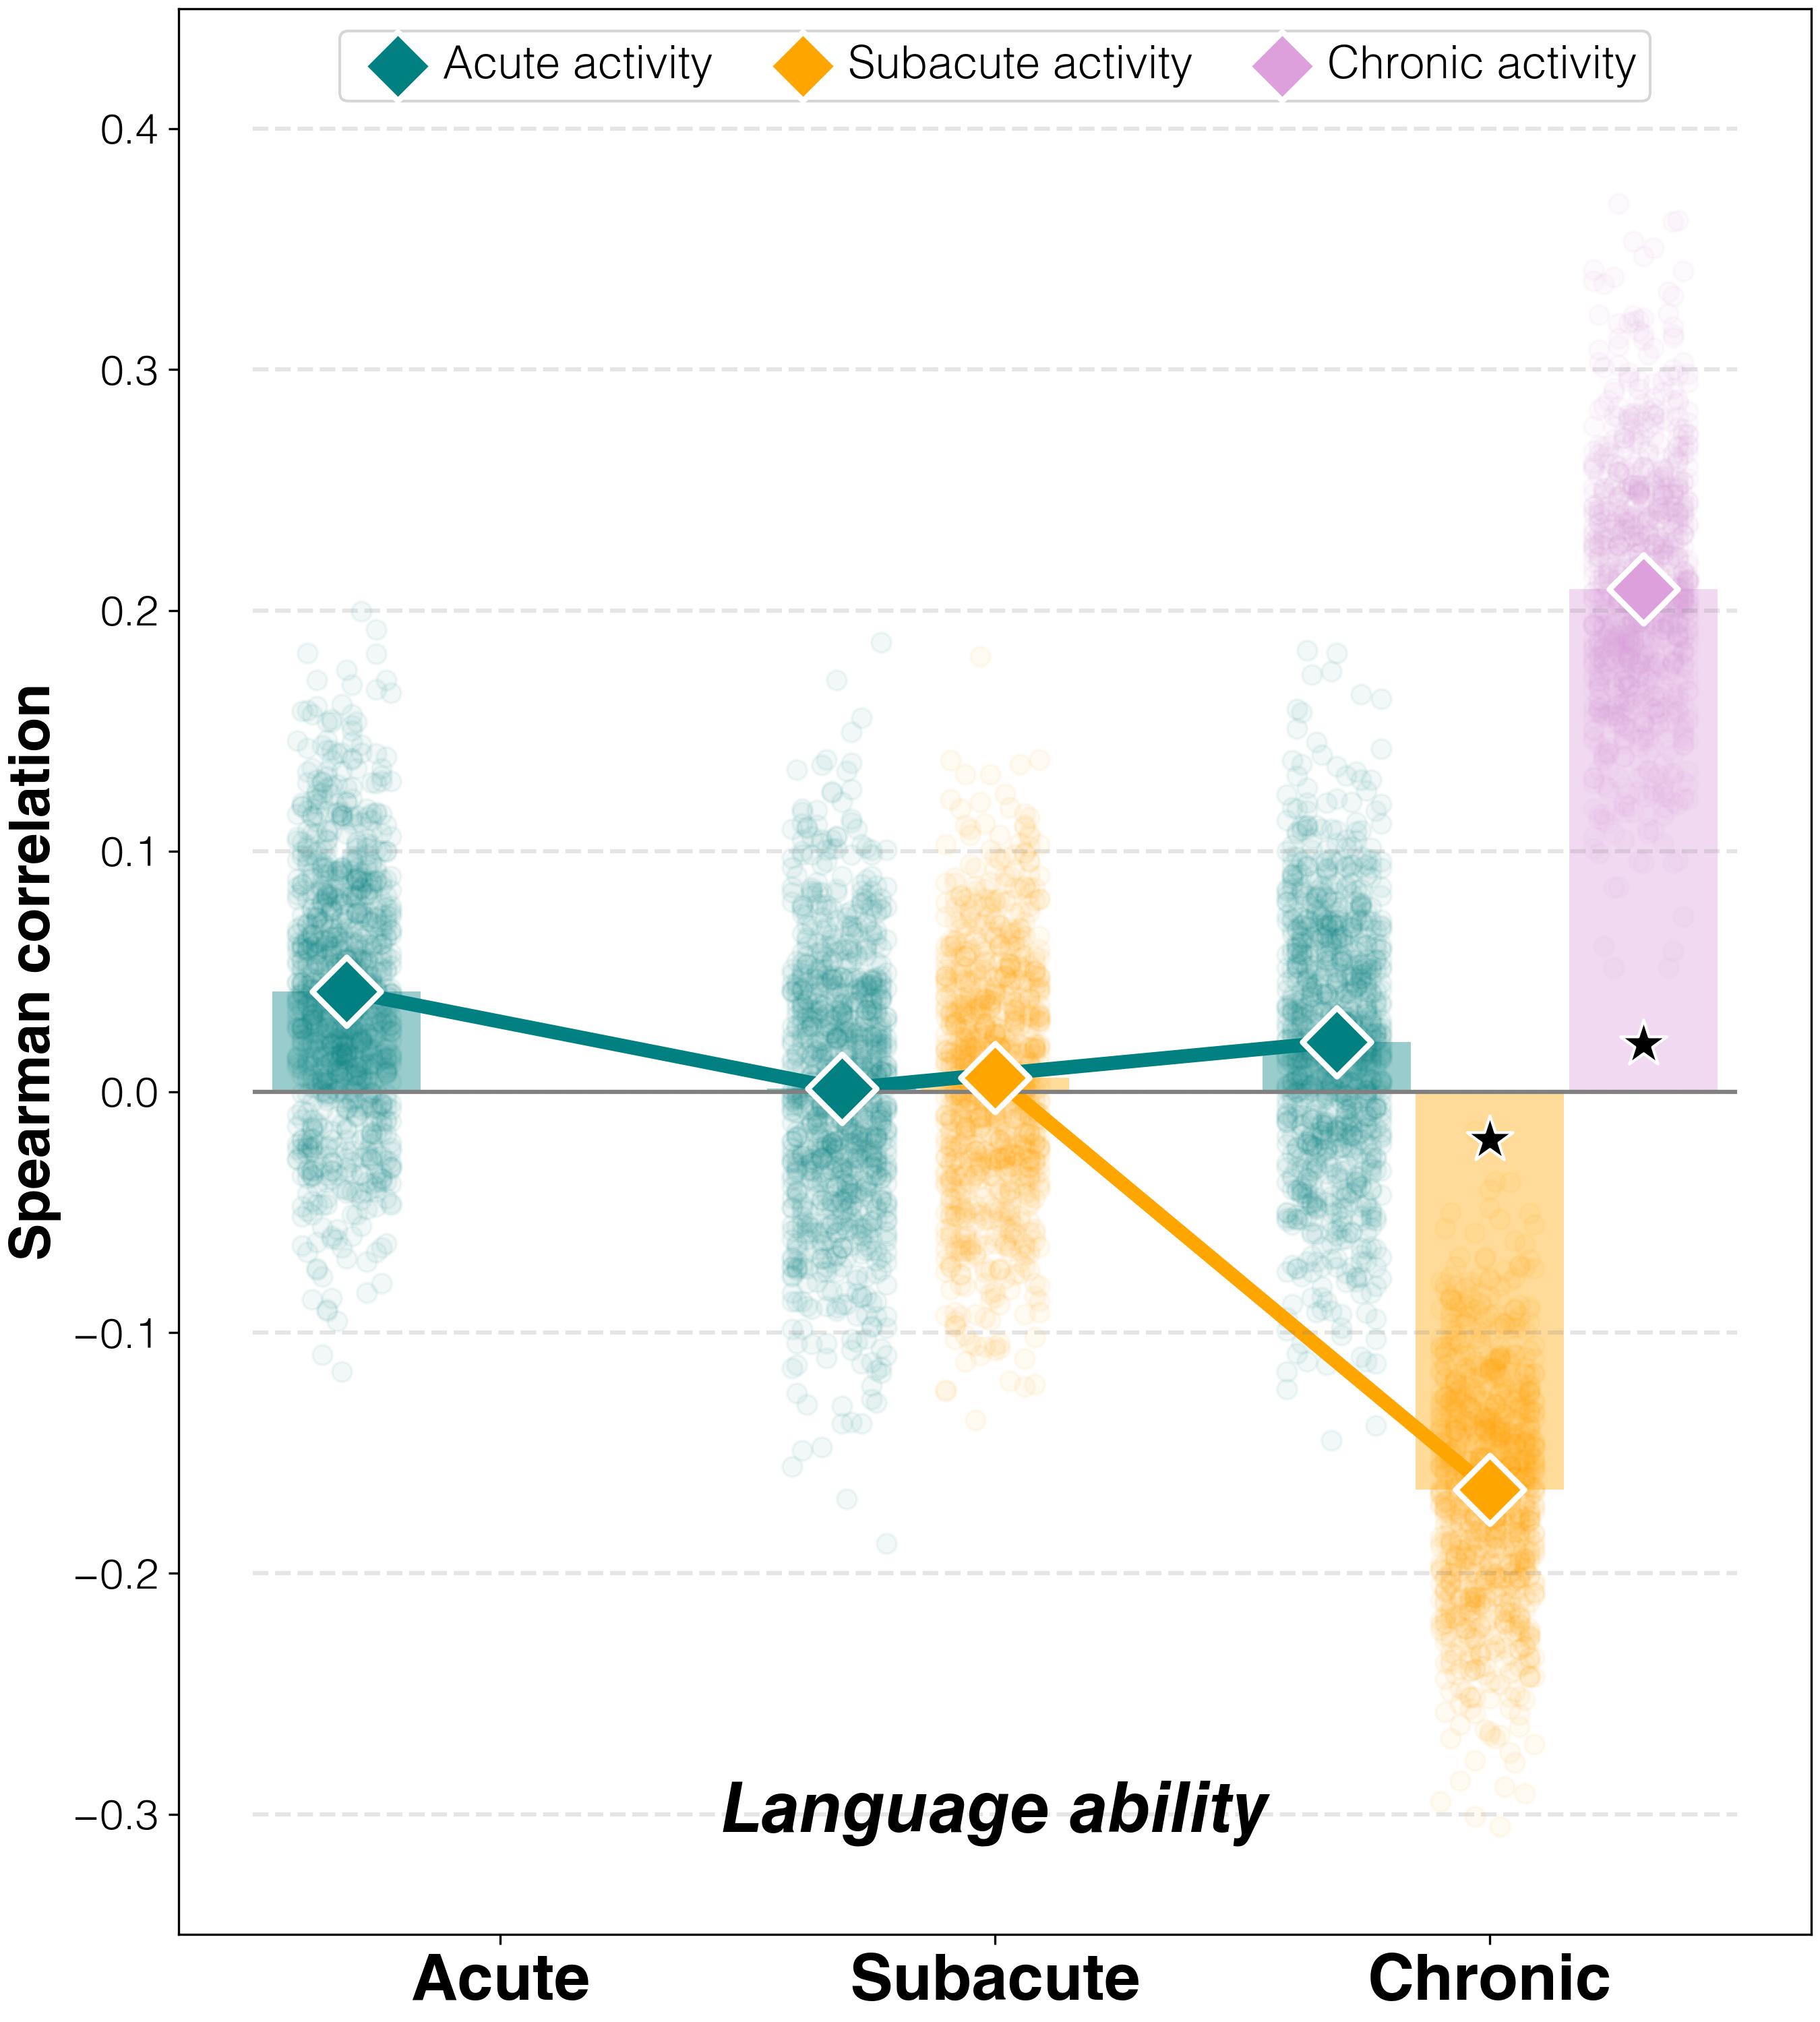 Acute activity Subacute activity Chronic activity
Spearman correlation
0.4
0.3
0.2
0.1
0.0
−0.1
−0.2
−0.3
Language ability
Acute Subacute Chronic